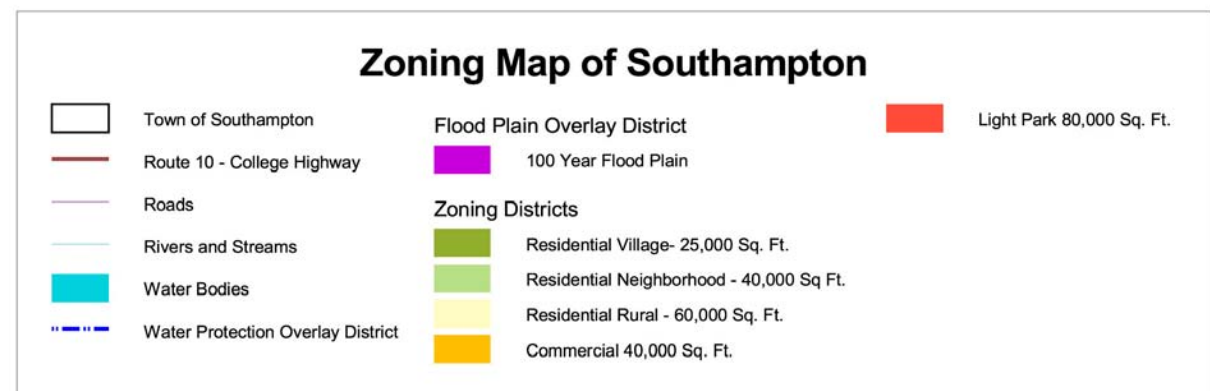 Zoning Map of Southampton
Town of Southampton
Route 10 - College Highway
Roads
Rivers and Streams
Water Bodies
Water Protection Overlay District
Flood Plain Overlay District
100 Year Flood Plain
Zoning Districts
Residential Village- 25,000 Sq. Ft.
Residential Neighborhood - 40,000 Sq Ft.
Residential Rural - 60,000 Sq. Ft.
Commercial 40,000 Sq. Ft.
Light Park 80,000 Sq. Ft.